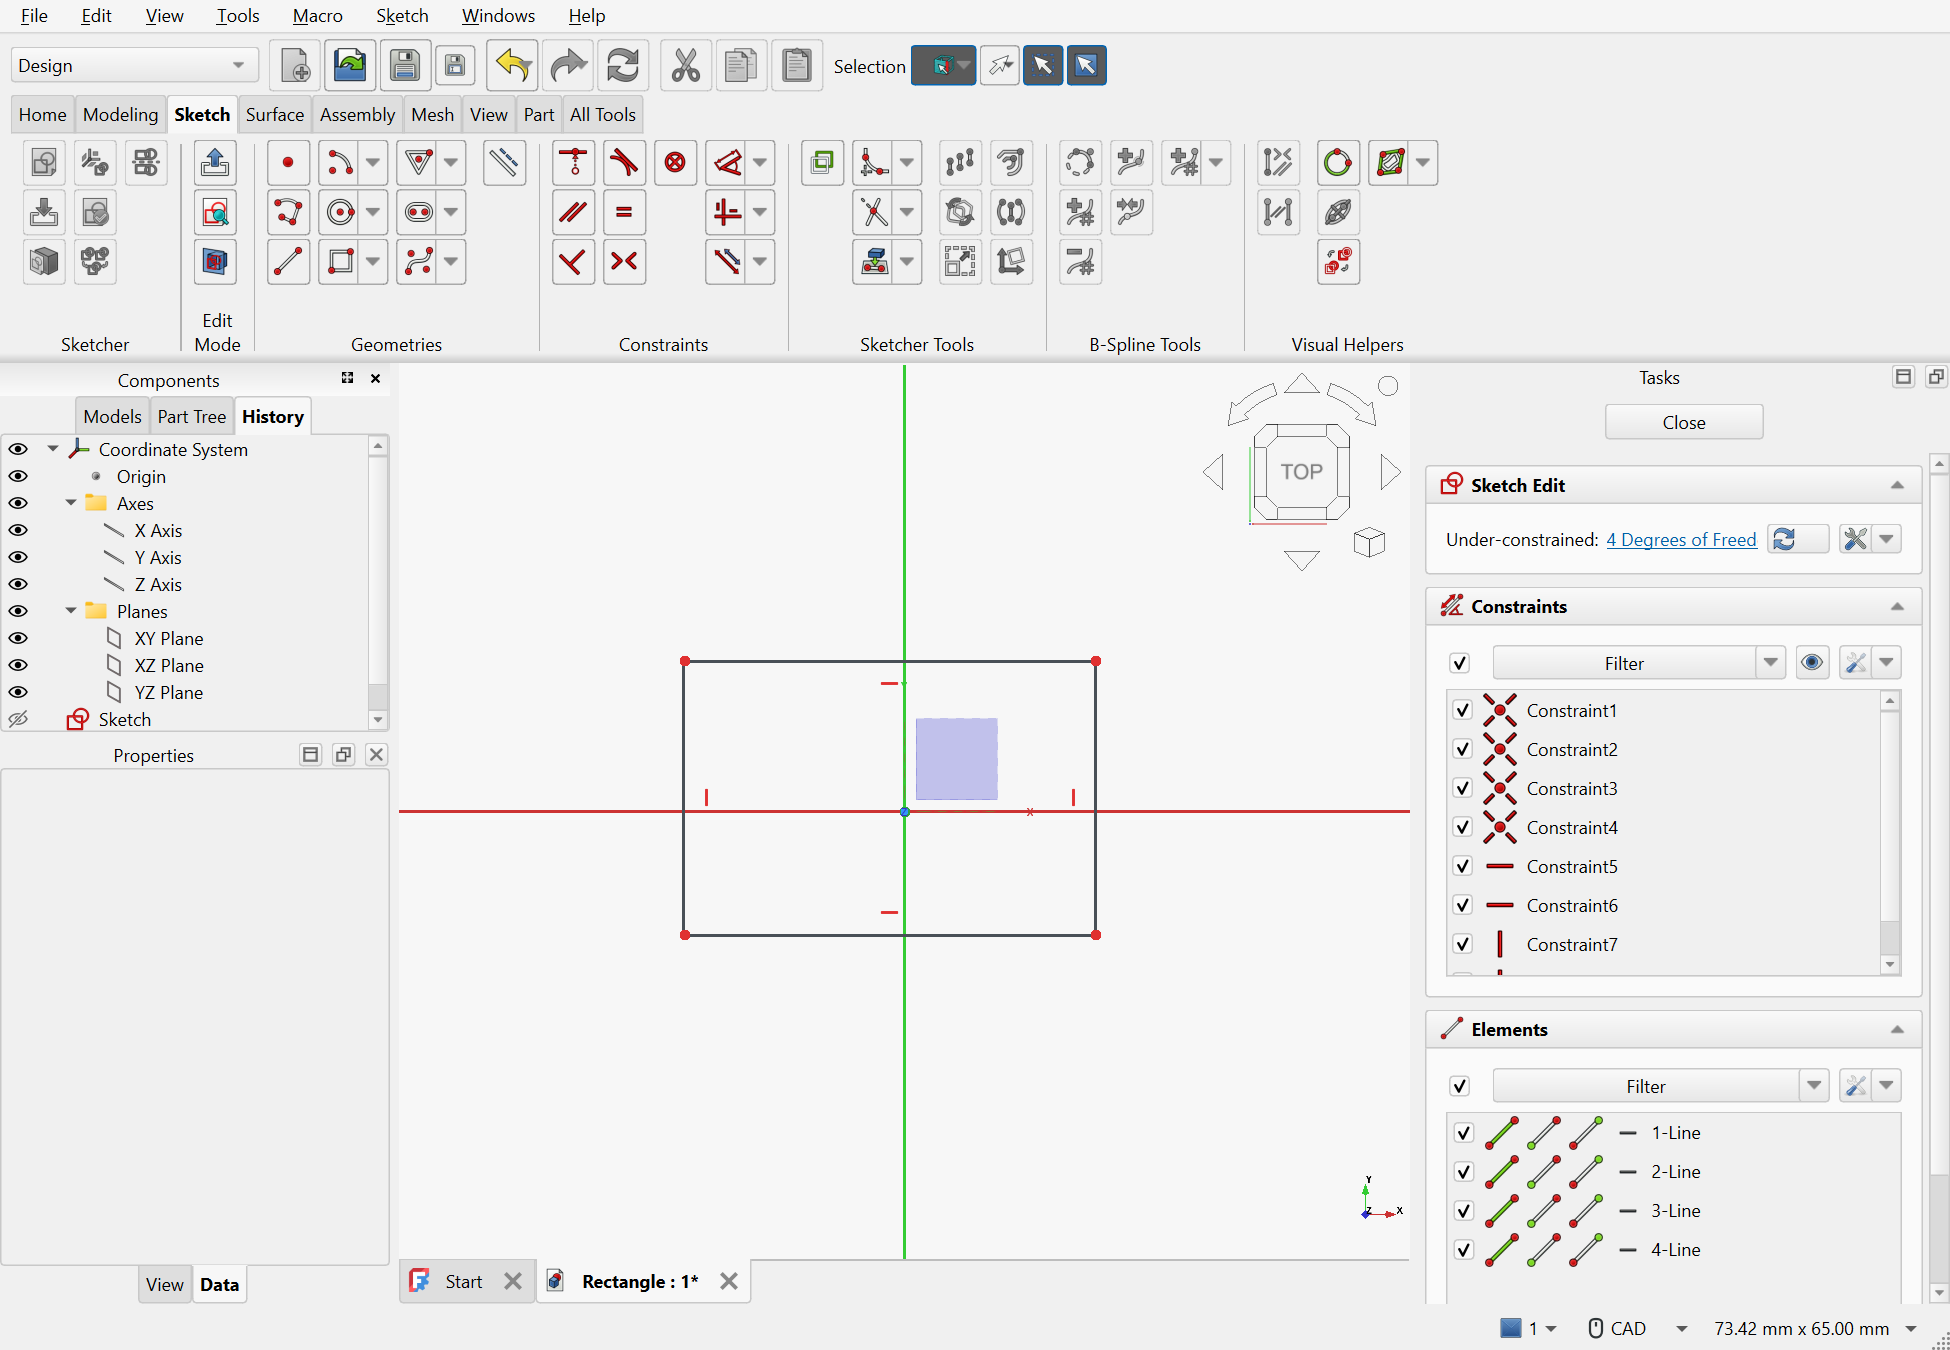 File Edit View Tools Macro Sketch Windows Help
Design
Selection
Home Modeling Sketch Surface Assembly Mesh View Part All Tools
Edit
Sketcher Mode Geometries Constraints Sketcher Tools B-Spline Tools Visual Helpers
Components
Models Part Tree History
Coordinate System
Origin
Axes
X Axis
Y Axis
Z Axis
Planes
XY Plane
XZ Plane
YZ Plane
Sketch
Properties
View Data
TOP
X
Y
Z
X
Start
Rectangle : 1*
Tasks
Close
Sketch Edit
Under-constrained: 4 Degrees of Freed
Constraints
Filter
Constraint1
Constraint2
Constraint3
Constraint4
Constraint5
Constraint6
Constraint7
Elements
Filter
1-Line
2-Line
3-Line
4-Line
1 CAD 73.42 mm x 65.00 mm